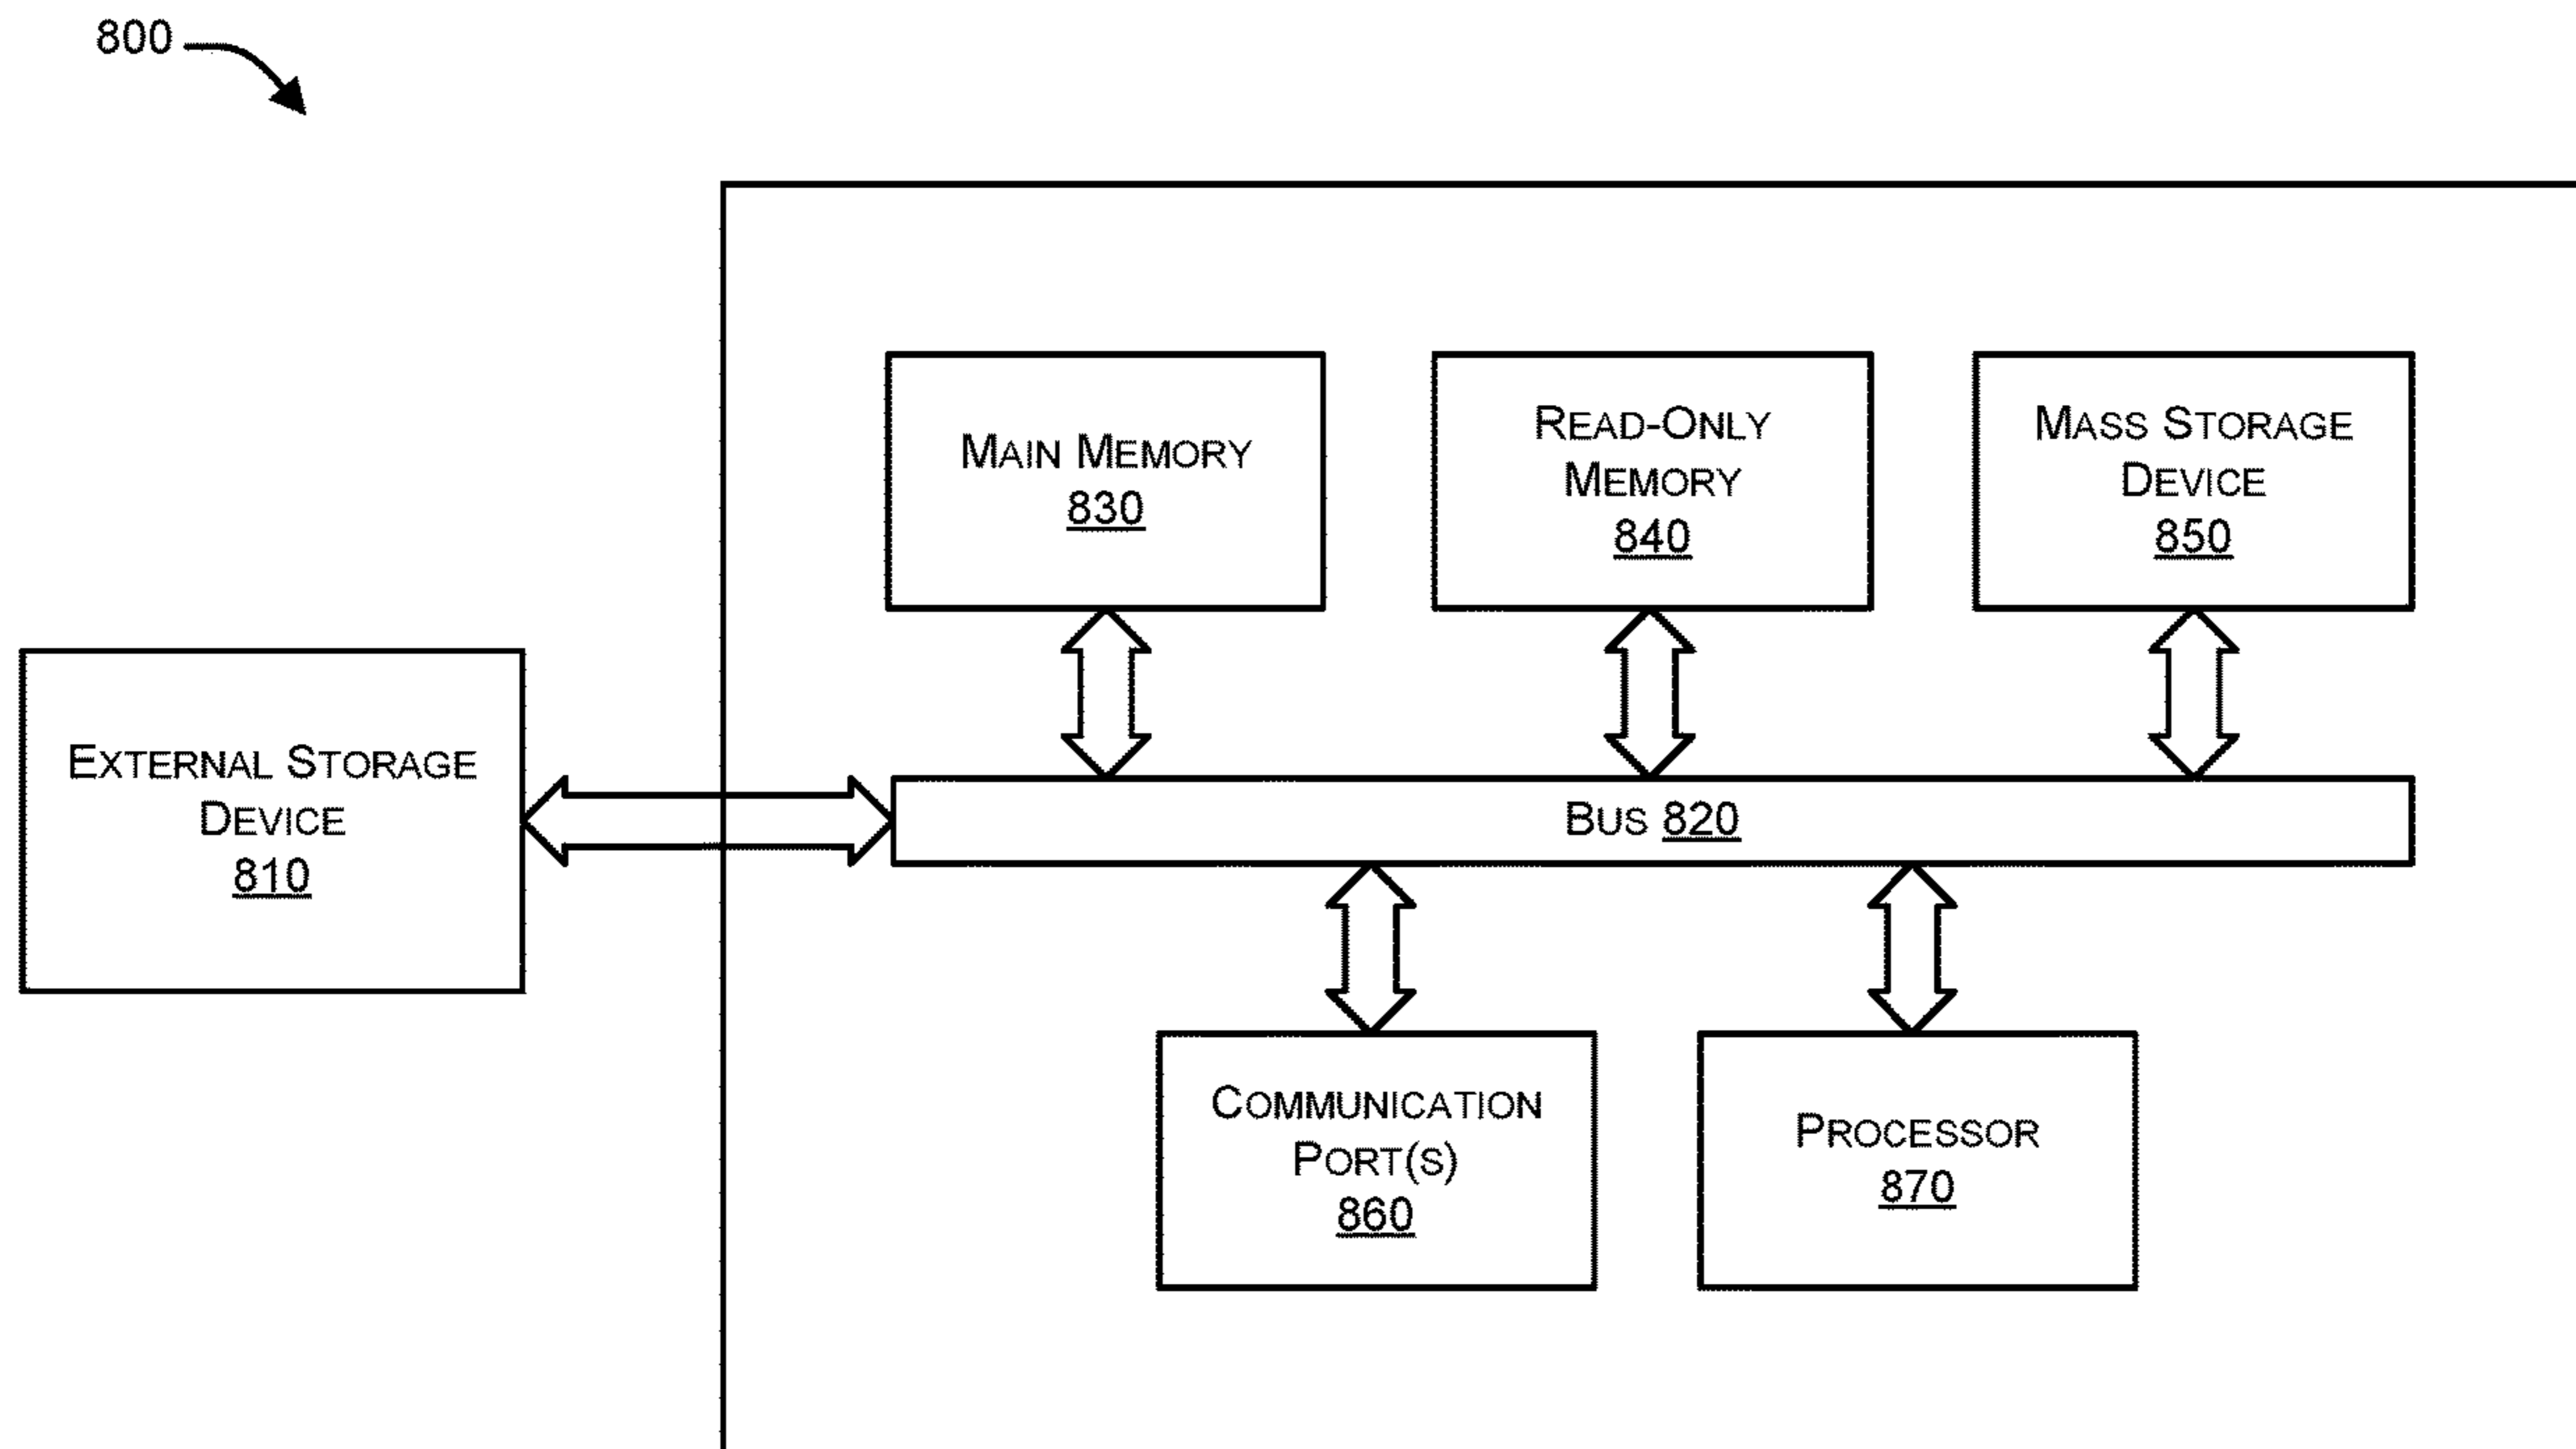 800
MAIN MEMORY
830
READ-ONLY
MEMORY
840
MASS STORAGE
DEVICE
850
EXTERNAL STORAGE
DEVICE
810
BUS 820
COMMUNICATION
PORT(S)
860
PROCESSOR
870